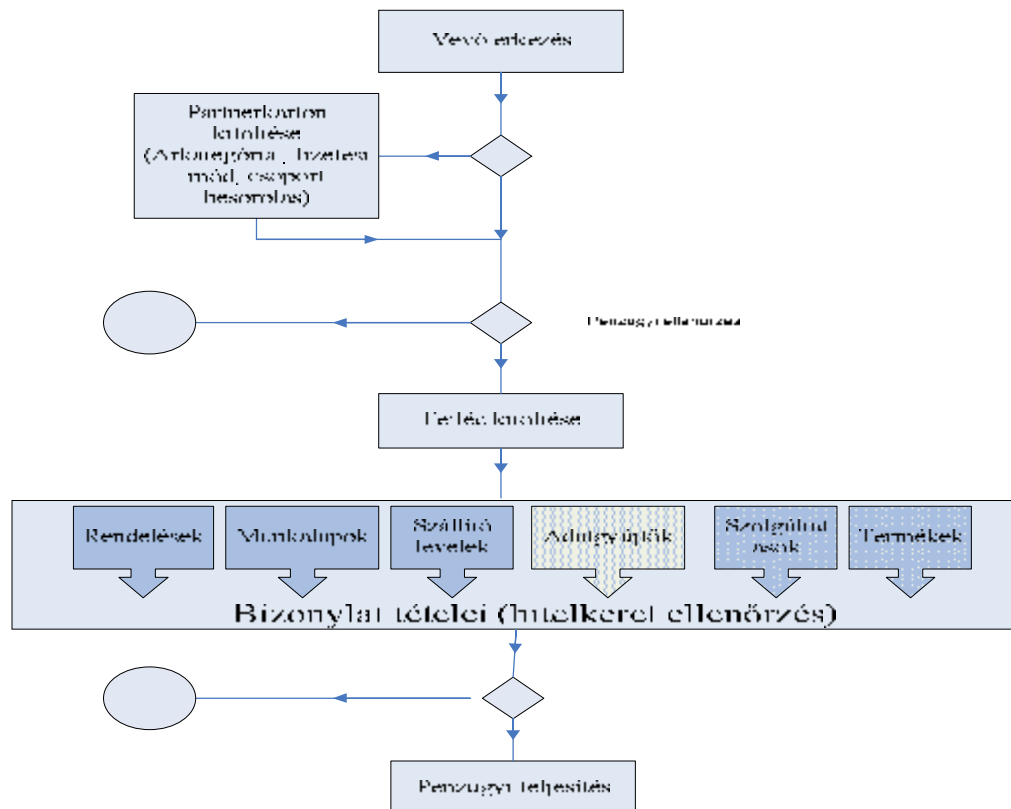 Vevő érkezés
Partnerkarton
kitöltése
(Árkategória , fizetési
mód, csoport
besorolás)
Pénzügyi ellenőrzés
Fejléc kitöltése
Rendelések
Munkalapok
Szállító
levelek
Adatgyűjtők
Szolgáltat
ások
Termékek
Bizonylat tételei (hitelkeret ellenőrzés)
Pénzügyi teljesítés